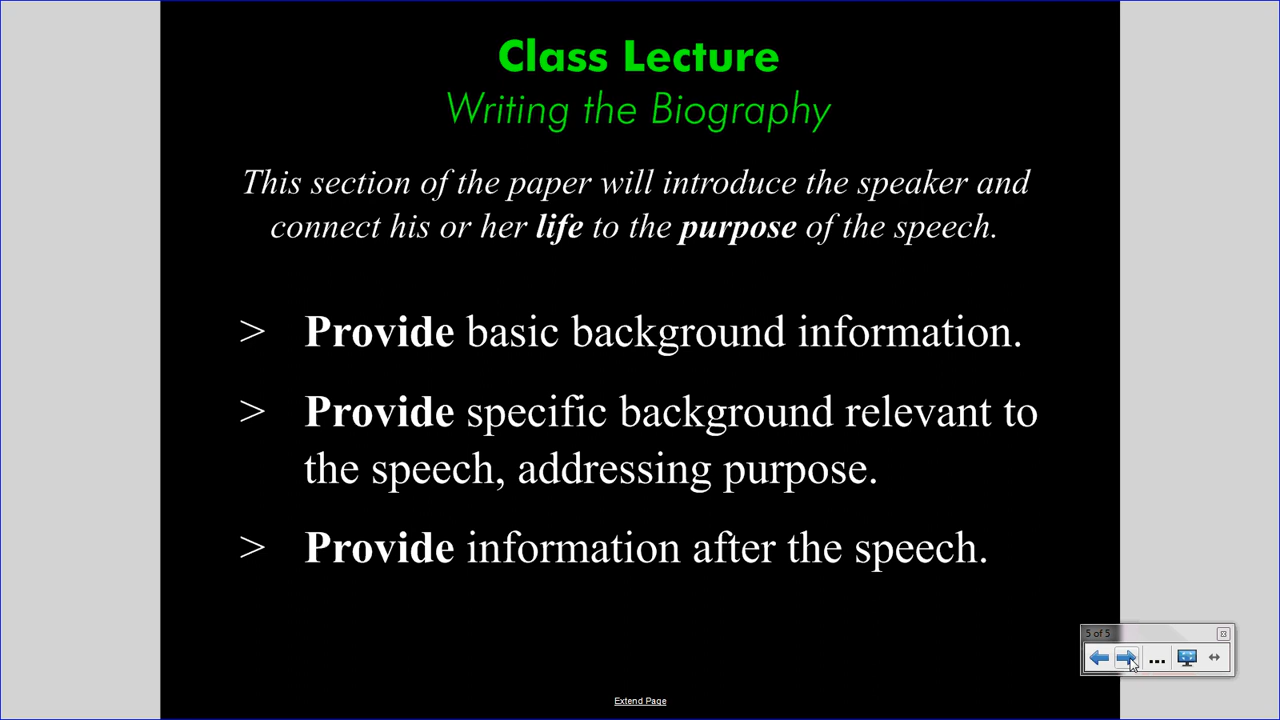 Class Lecture
Writing the Biography
This section of the paper will introduce the speaker and
connect his or her life to the purpose of the speech.
> Provide basic background information.
> Provide specific background relevant to
the speech, addressing purpose.
> Provide information after the speech.
5 of 5
...
Extend Page